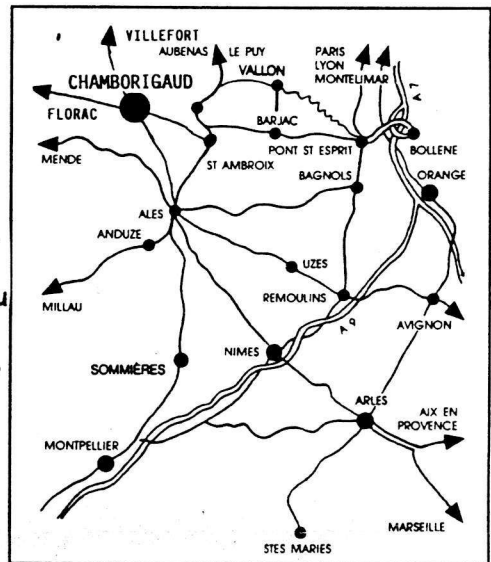 VILLEFORT
AUBENAS LE PUY
VALLON
PARIS
LYON
MONTELIMAR
A 7
CHAMBORIGAUD
FLORAC
BARJAC
PONT ST ESPRIT
BOLLENE
MENDE
ST AMBROIX
BAGNOLS
ORANGE
ALES
ANDUZE
UZES
MILLAU
REMOULINS
A 9
AVIGNON
SOMMIÈRES
NIMES
ARLES
AIX EN
PROVENCE
MONTPELLIER
MARSEILLE
STES MARIES